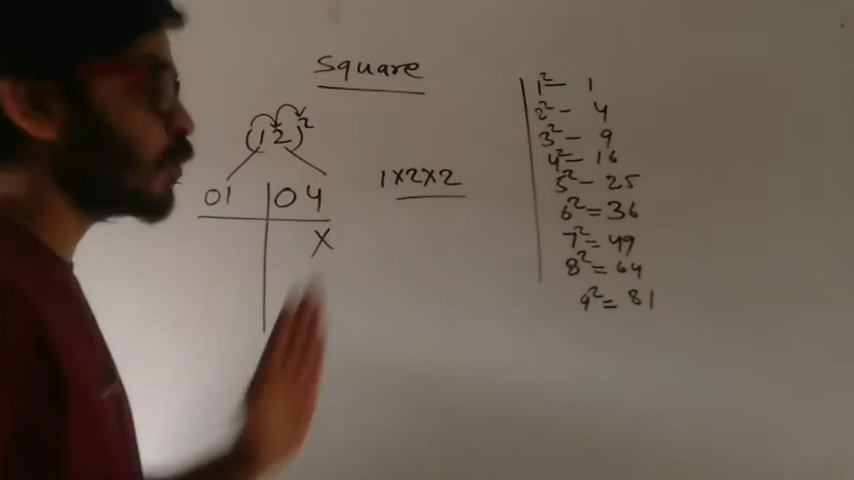 Square
(12)²
01 | 04
X
1x2x2
1² - 1
2² - 4
3² - 9
4² = 16
5² - 25
6² = 36
7² = 49
8² = 64
9² = 81